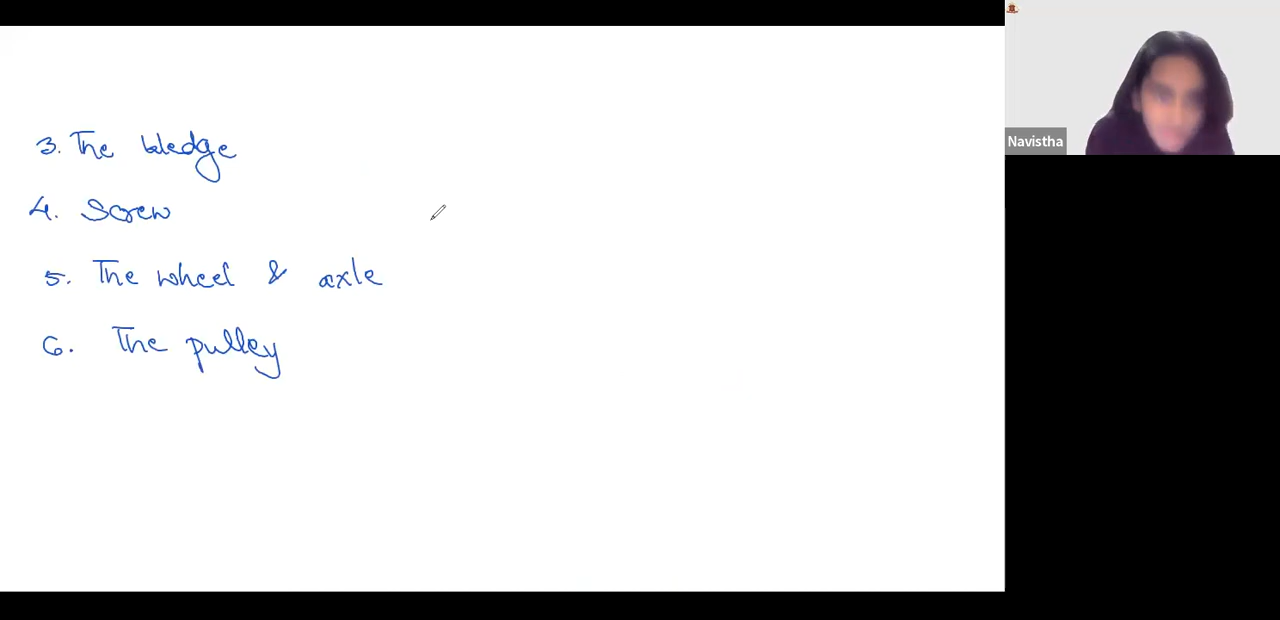 3. The Wedge
4. Screw
5. The wheel & axle
6. The pulley
Navistha